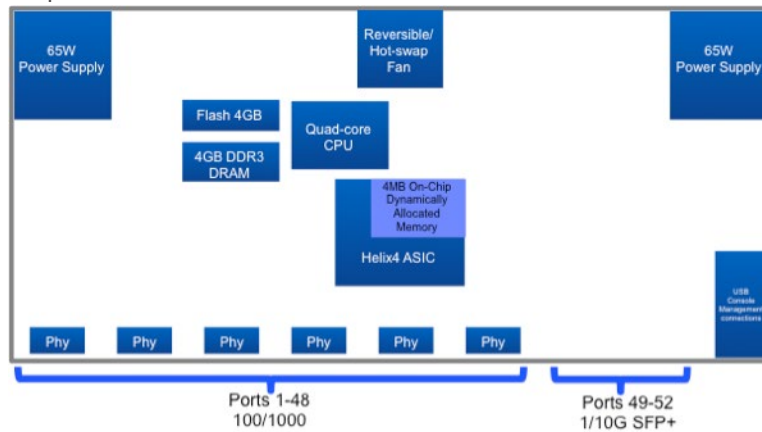 65W
Power Supply
Reversible/
Hot-swap
Fan
65W
Power Supply
Flash 4GB
Quad-core
CPU
4GB DDR3
DRAM
4MB On-Chip
Dynamically
Allocated
Memory
Helix4 ASIC
USB
Console
Management
connections
Phy
Phy
Phy
Phy
Phy
Phy
Ports 1-48
100/1000
Ports 49-52
1/10G SFP+